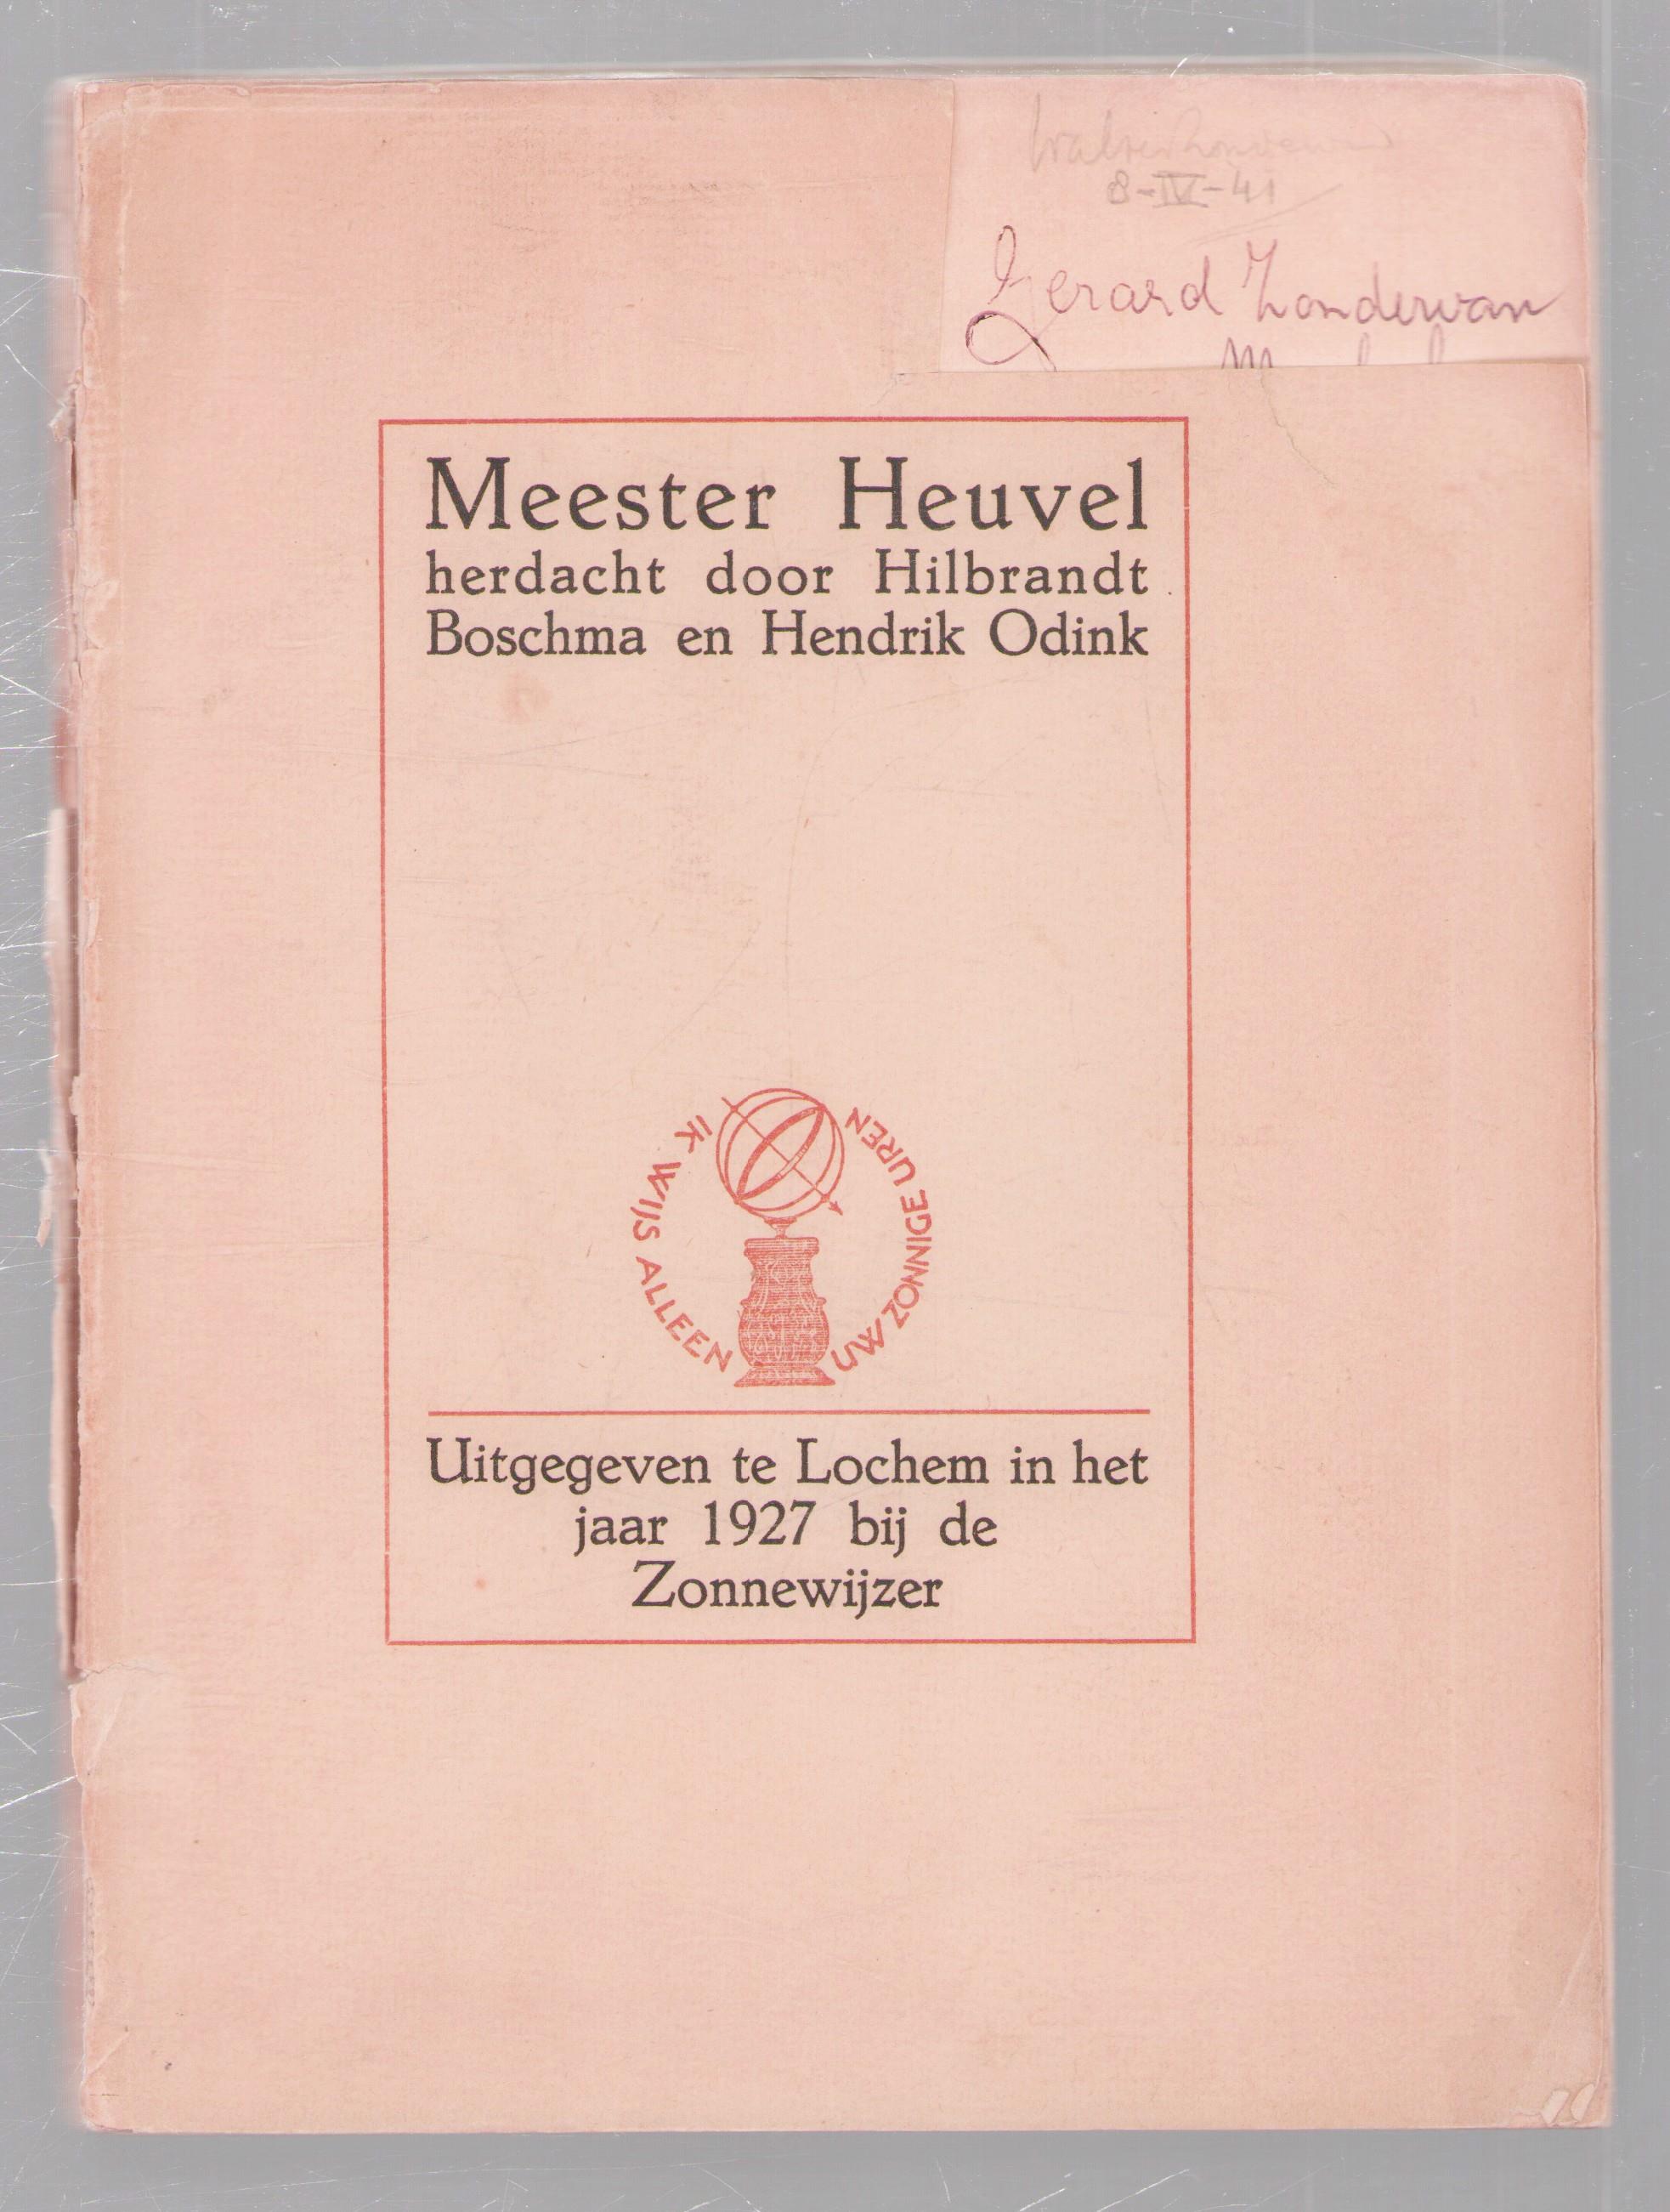 8-IV-41
Gerard Zondervan
Meester Heuvel
herdacht door Hilbrandt
Boschma en Hendrik Odink
IK WIJS ALLEEN UW ZONNIGE UREN
Uitgegeven te Lochem in het
jaar 1927 bij de
Zonnewijzer